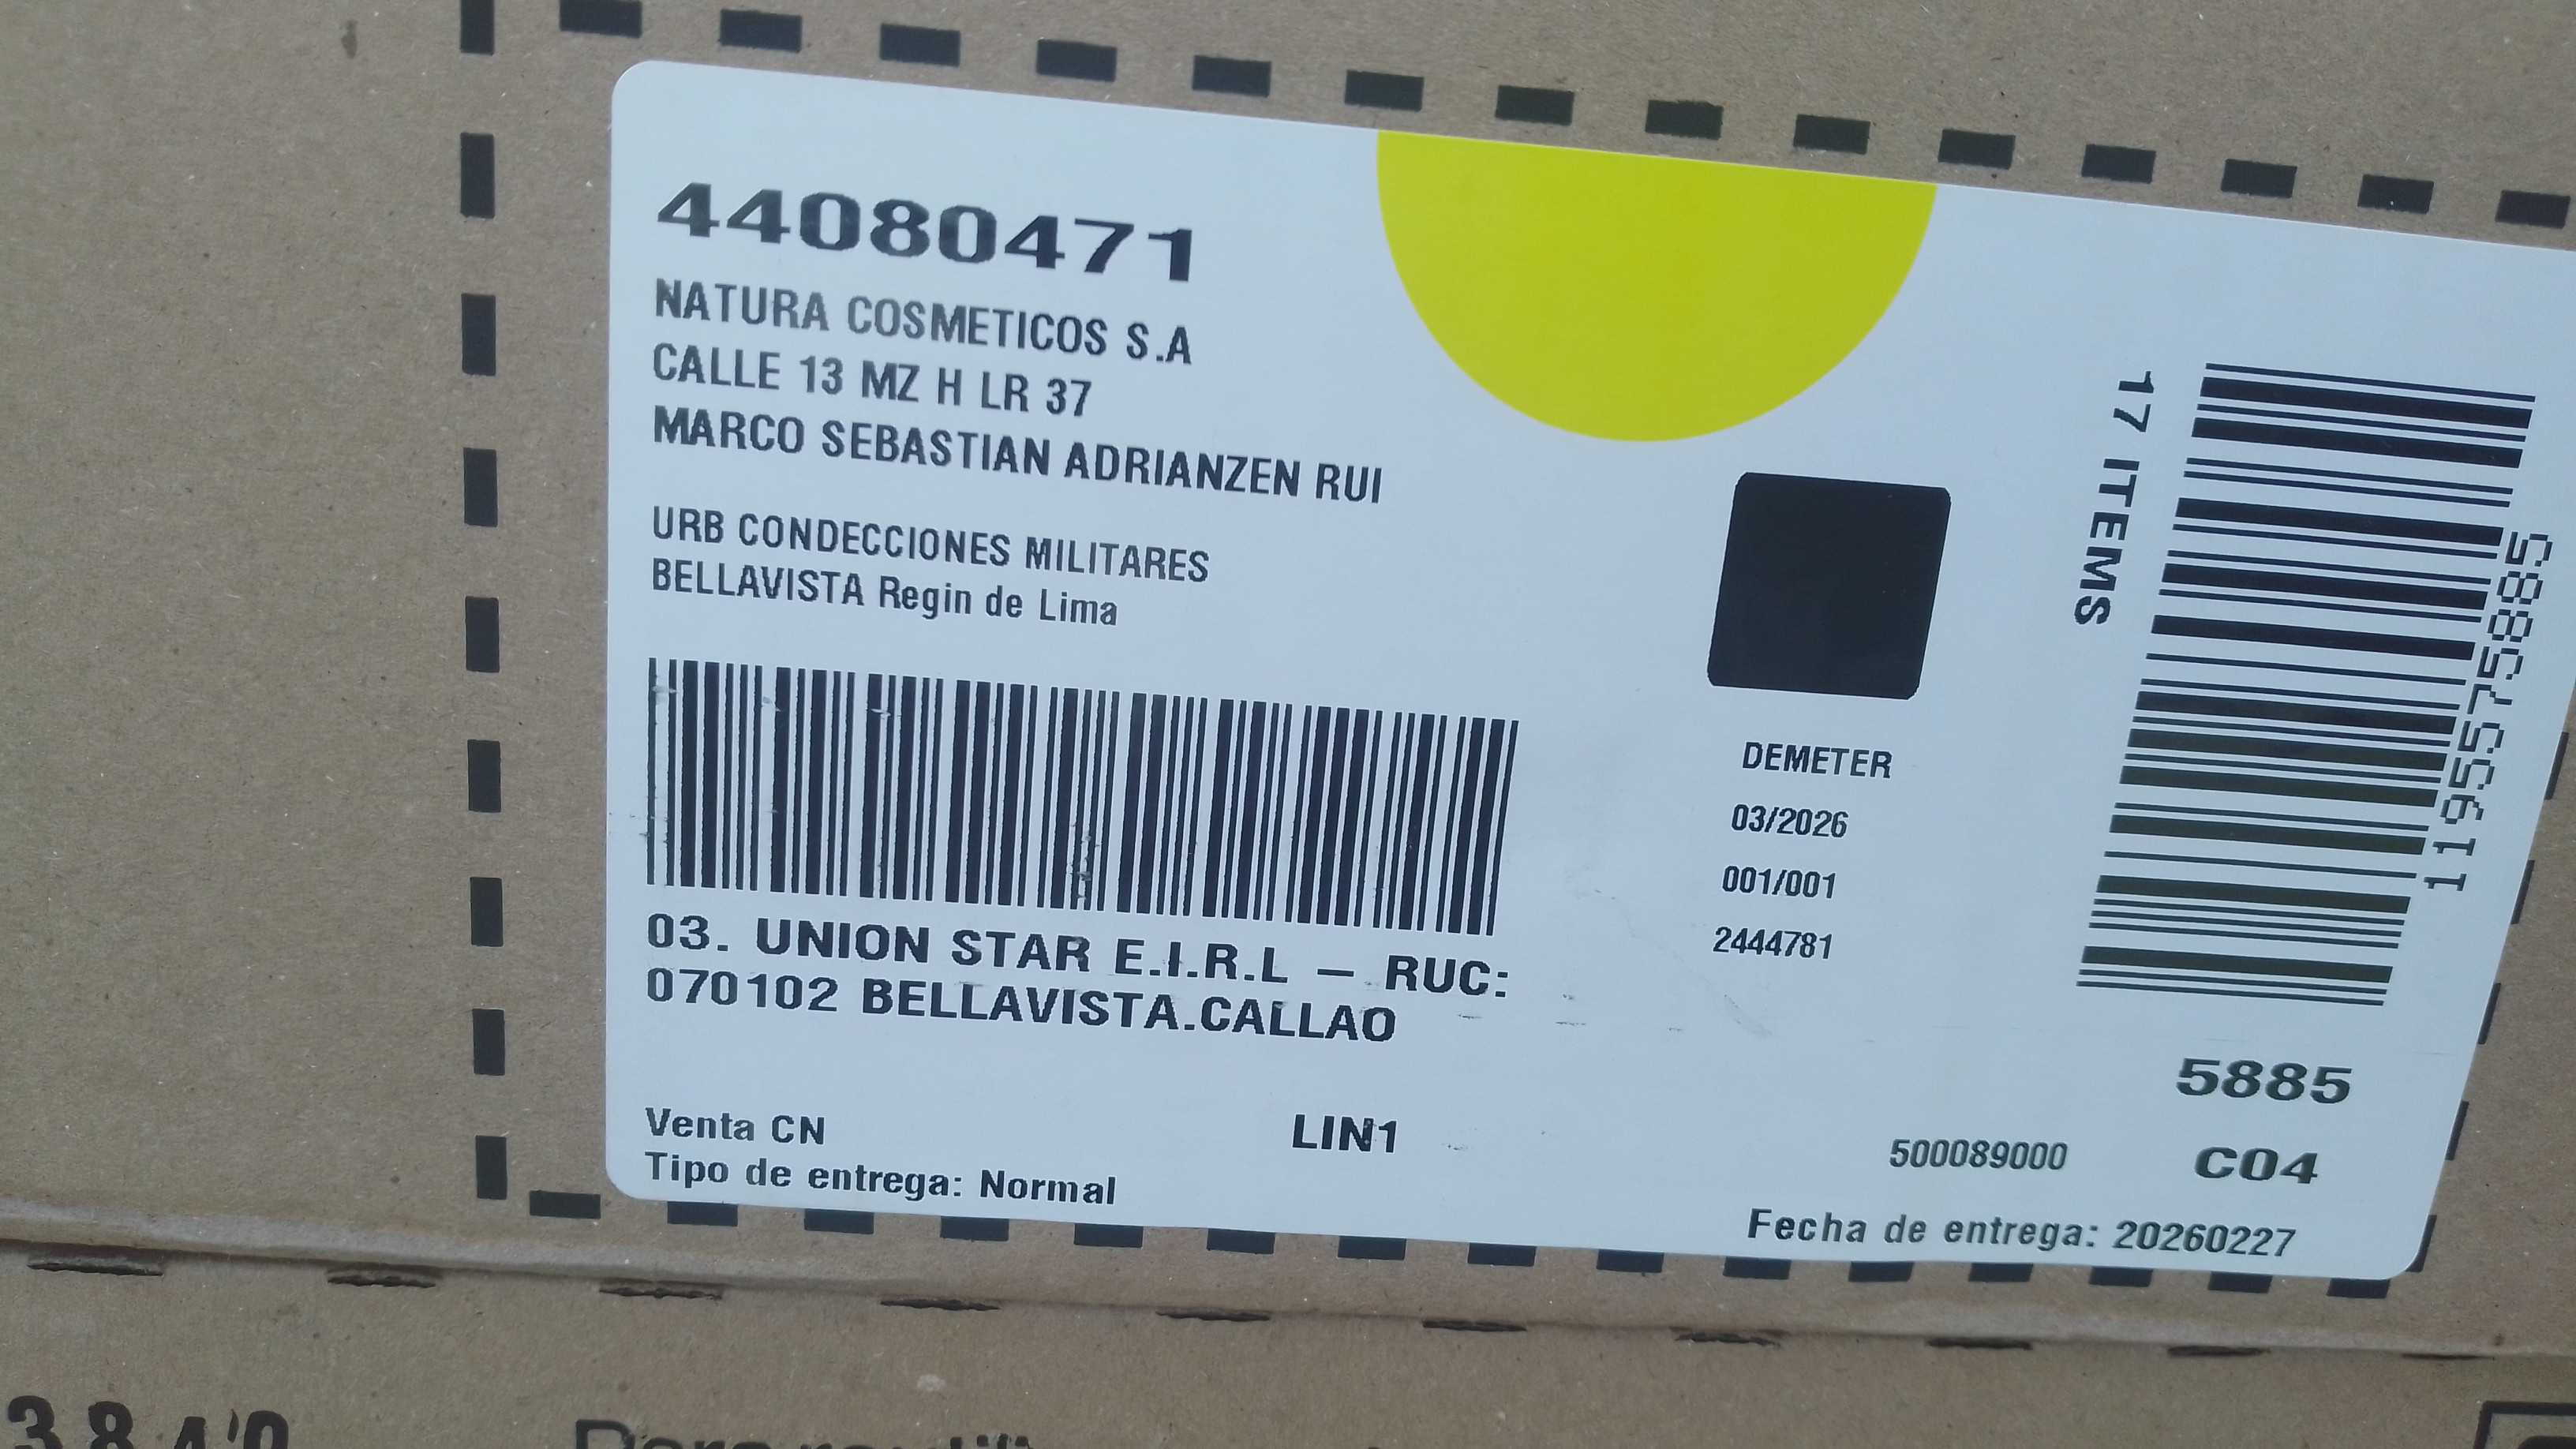 44080471
NATURA COSMETICOS S.A
CALLE 13 MZ H LR 37
MARCO SEBASTIAN ADRIANZEN RUI
URB CONDECCIONES MILITARES
BELLAVISTA Regin de Lima
03. UNION STAR E.I.R.L – RUC:
070102 BELLAVISTA.CALLAO
Venta CN
Tipo de entrega: Normal
LIN1
DEMETER
03/2026
001/001
2444781
17 ITEMS
1195575885
5885
500089000
C04
Fecha de entrega: 20260227